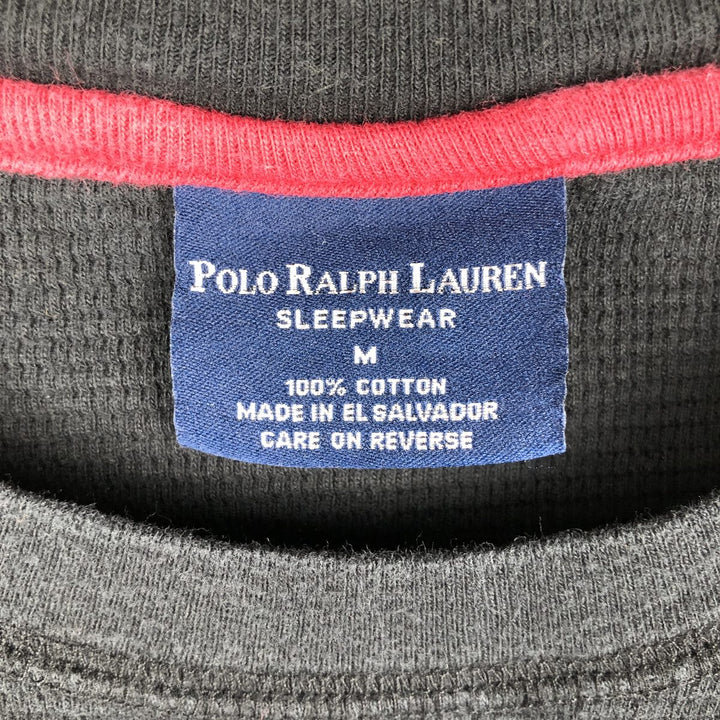 POLO RALPH LAUREN
SLEEPWEAR
M
100% COTTON
MADE IN EL SALVADOR
CARE ON REVERSE